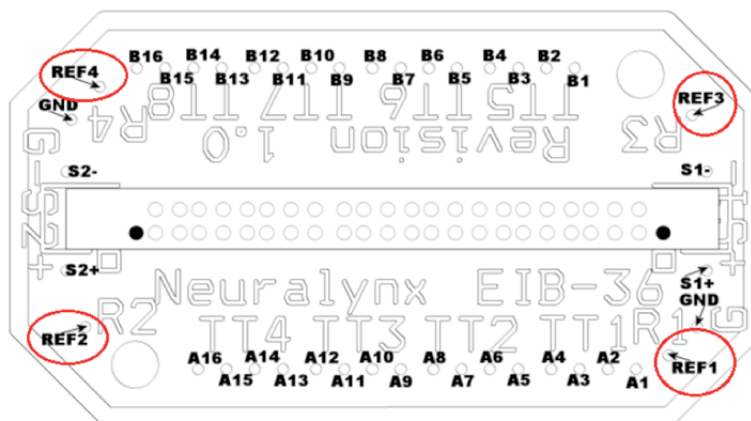 B16 B14 B12 B10 B8 B6 B4 B2
REF4 B15 B13 B11 B9 B7 B5 B3 B1
GND REF3
R4 TT8 TT7 TT6 TT5 R3
Revision 1.0
G
S2- S1-
-S2+ -S1+
S2+ S1+
GND
Neuralynx EIB-36
R2 TT4 TT3 TT2 TT1 R1 G
REF2 REF1
A16 A14 A12 A10 A8 A6 A4 A2
A15 A13 A11 A9 A7 A5 A3 A1